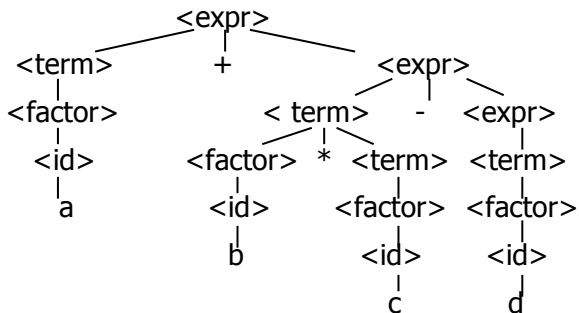 <expr>
<term> + <expr>
<factor> < term> - <expr>
<id> <factor> * <term> <term>
a <id> <factor> <factor>
b <id> <id>
c d